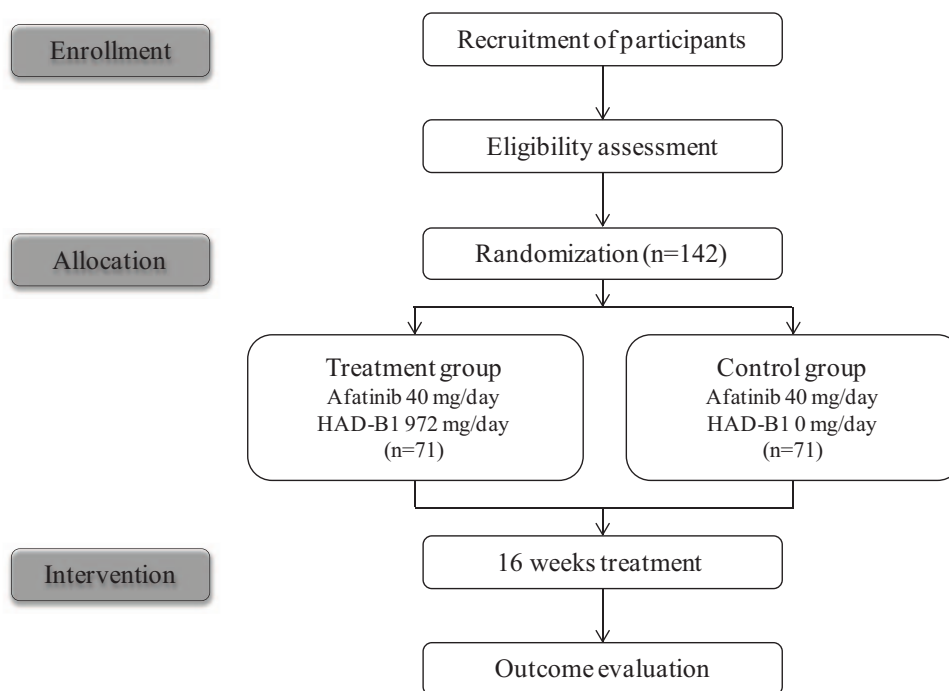 Enrollment
Recruitment of participants
Eligibility assessment
Allocation
Randomization (n=142)
Treatment group
Afatinib 40 mg/day
HAD-B1 972 mg/day
(n=71)
Control group
Afatinib 40 mg/day
HAD-B1 0 mg/day
(n=71)
Intervention
16 weeks treatment
Outcome evaluation